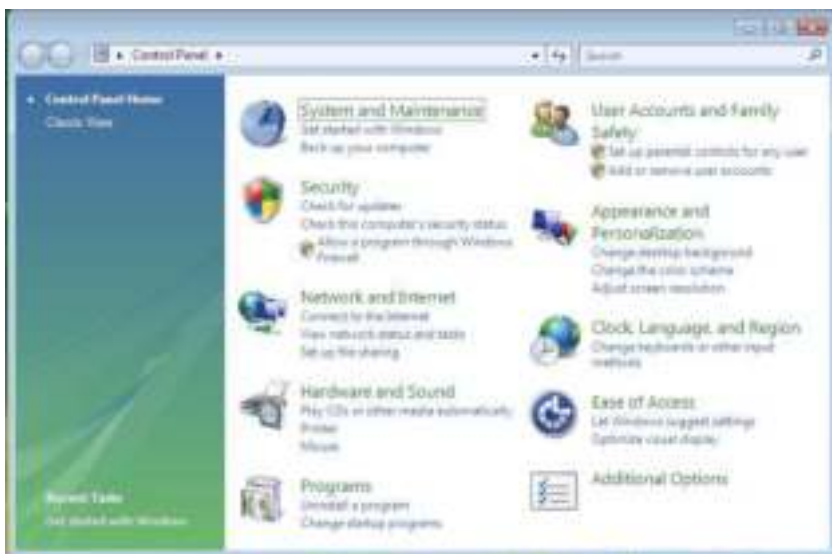 Control Panel
Search
Control Panel Home
Classic View
System and Maintenance
Get started with Windows
Back up your computer
Security
Check for updates
Check this computer's security status
Allow a program through Windows
Firewall
Network and Internet
Connect to the Internet
View network status and tasks
Set up file sharing
Hardware and Sound
Play CDs or other media automatically
Printer
Mouse
Programs
Uninstall a program
Change startup programs
User Accounts and Family
Safety
Set up parental controls for any user
Add or remove user accounts
Appearance and
Personalization
Change desktop background
Change the color scheme
Adjust screen resolution
Clock, Language, and Region
Change keyboards or other input
methods
Ease of Access
Let Windows suggest settings
Optimize visual display
Additional Options
Recent Tasks
Get started with Windows